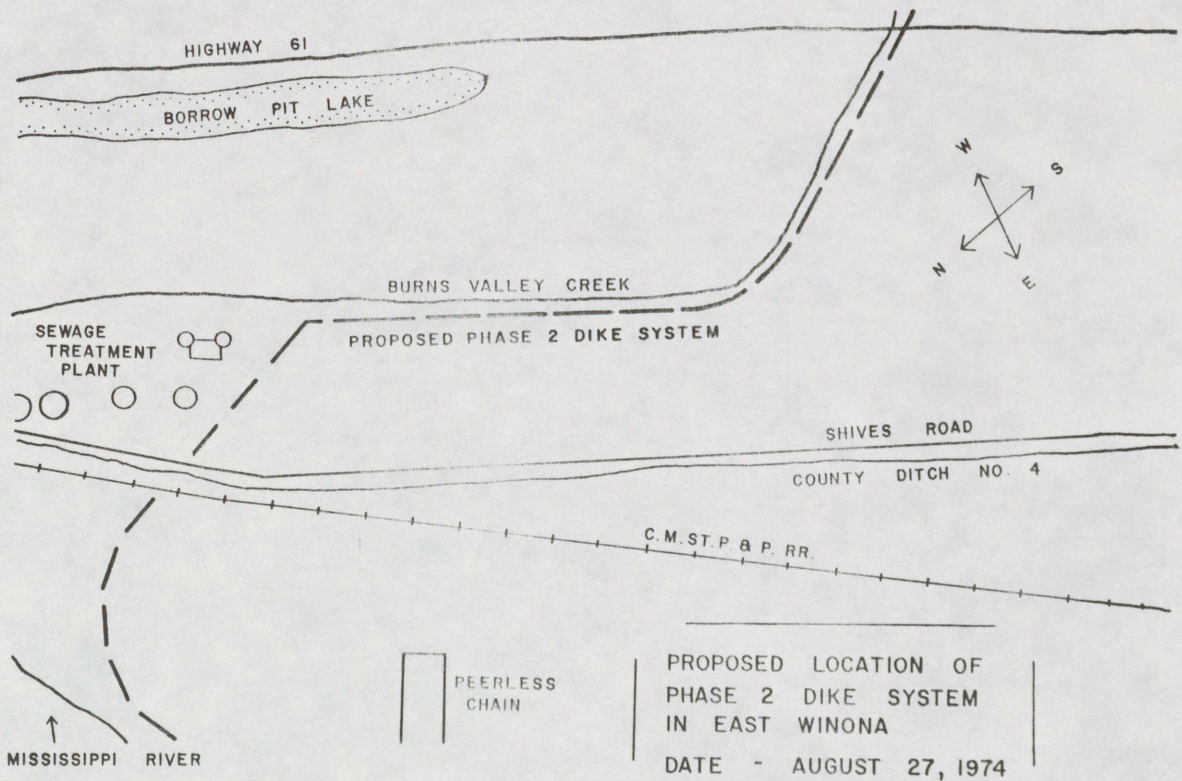 HIGHWAY 61
BORROW PIT LAKE
W
S
N
E
BURNS VALLEY CREEK
PROPOSED PHASE 2 DIKE SYSTEM
SEWAGE
TREATMENT
PLANT
SHIVES ROAD
COUNTY DITCH NO. 4
C.M.ST.P. & P. RR.
PEERLESS
CHAIN
MISSISSIPPI RIVER
PROPOSED LOCATION OF
PHASE 2 DIKE SYSTEM
IN EAST WINONA
DATE - AUGUST 27, 1974